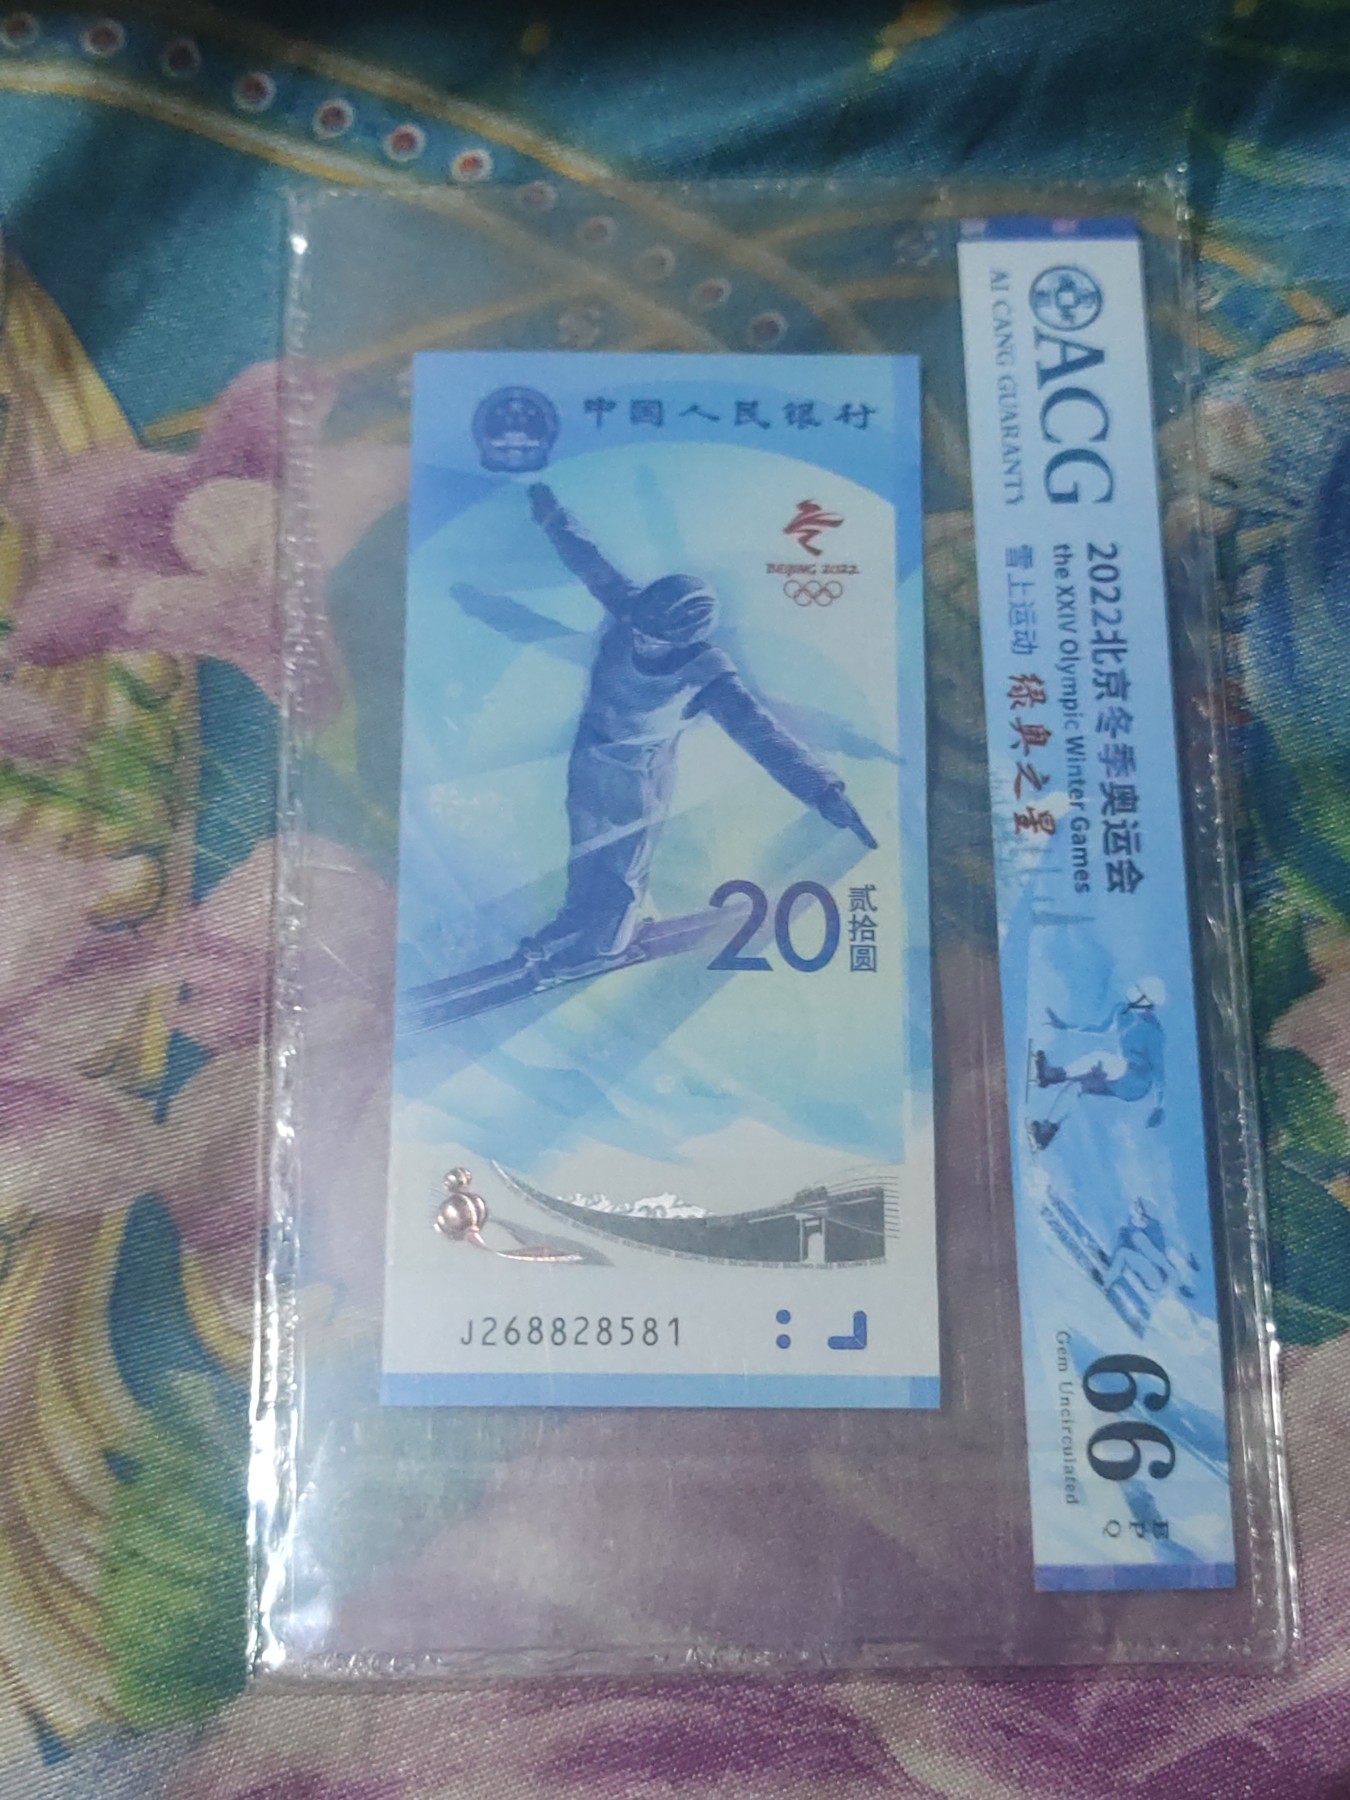 中国人民银行
BEIJING 2022
20
贰拾圆
J268828581
ACG
AI CANG GUARANTY
2022北京冬季奥运会
the XXIV Olympic Winter Games
雪上运动 绿奥之星
66
Gem Uncirculated
E
P
Q